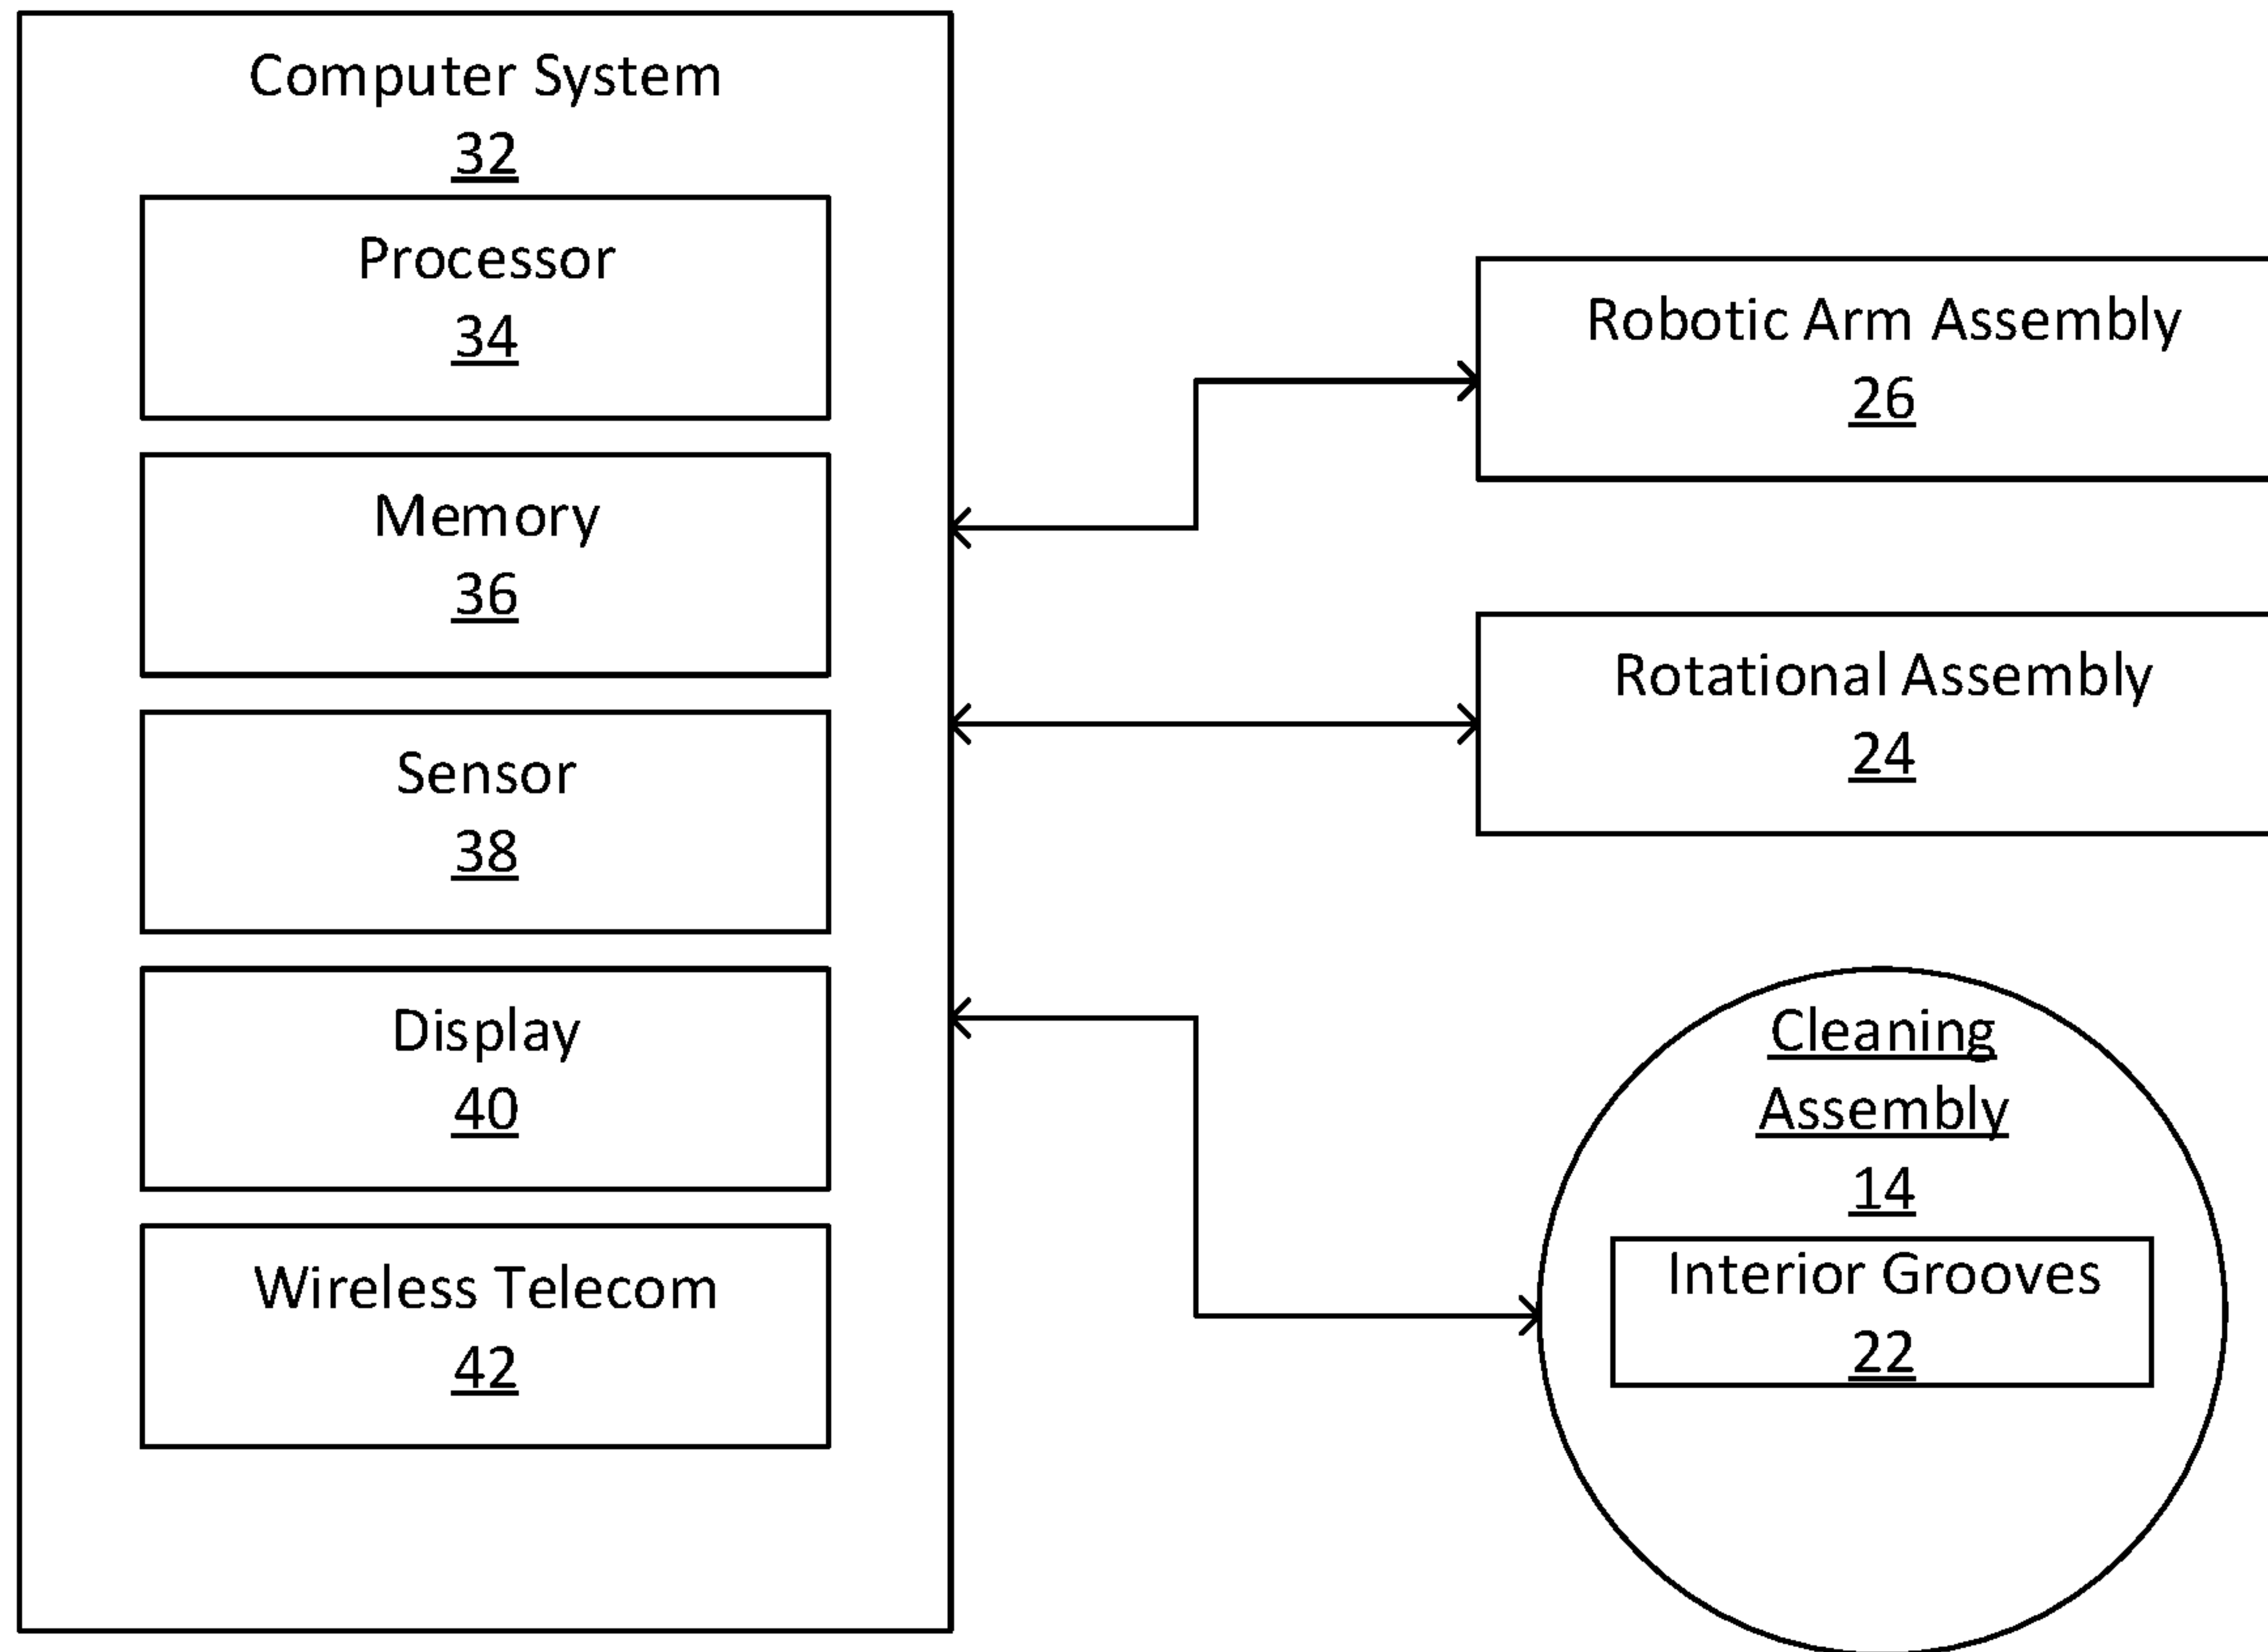 Computer System
32
Processor
34
Memory
36
Sensor
38
Display
40
Wireless Telecom
42
Robotic Arm Assembly
26
Rotational Assembly
24
Cleaning
Assembly
14
Interior Grooves
22